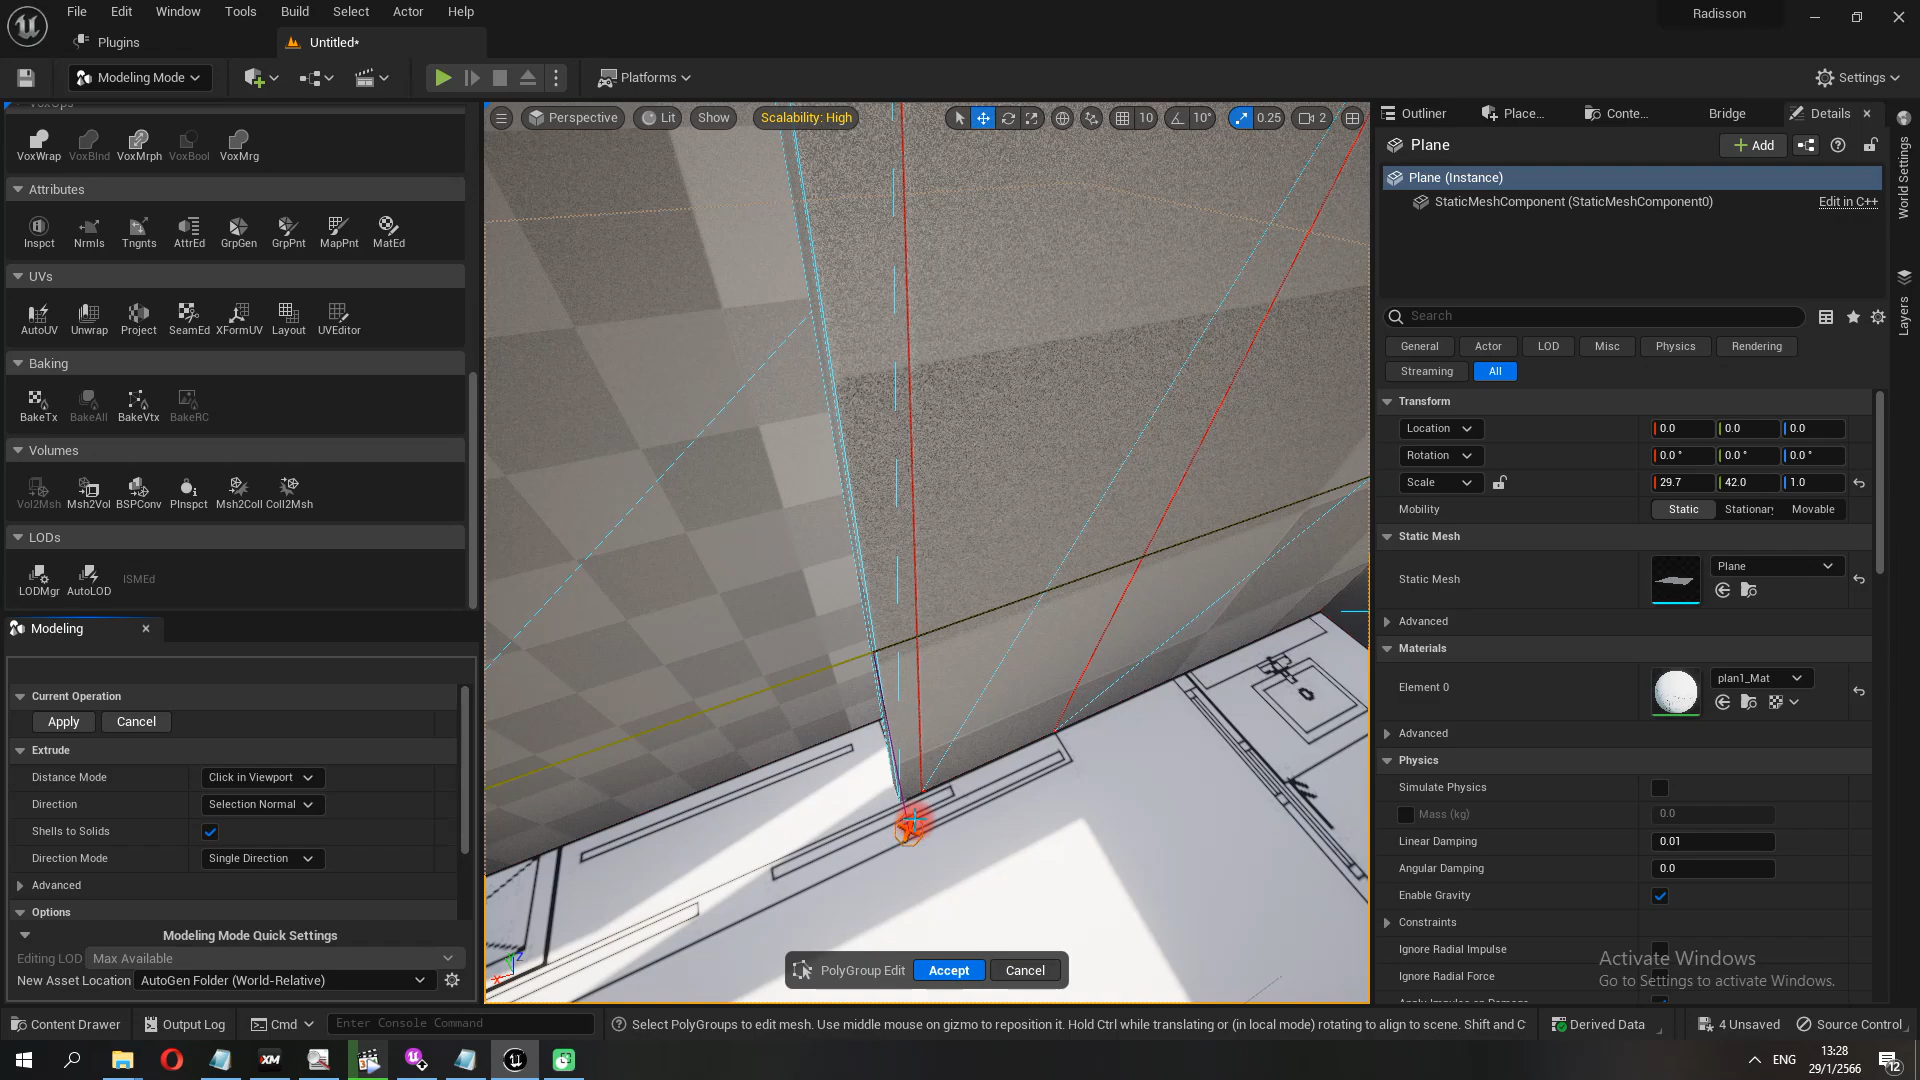 File Edit Window Tools Build Select Actor Help
Radisson
Plugins
Untitled*
Modeling Mode
Platforms
Settings
VoxWrap VoxBlnd VoxMrph VoxBool VoxMrg
Attributes
Inspct Nrmls Tngnts AttrEd GrpGen GrpPnt MapPnt MatEd
UVs
AutoUV Unwrap Project SeamEd XFormUV Layout UVEditor
Baking
BakeTx BakeAll BakeVtx BakeRC
Volumes
Vol2Msh Msh2Vol BSPConv PInspct Msh2Coll Coll2Msh
LODs
LODMgr AutoLOD ISMEd
Modeling
Current Operation
Apply Cancel
Extrude
Distance Mode Click in Viewport
Direction Selection Normal
Shells to Solids
Direction Mode Single Direction
Advanced
Options
Modeling Mode Quick Settings
Editing LOD Max Available
New Asset Location AutoGen Folder (World-Relative)
Perspective Lit Show Scalability: High 10 10° 0.25 2
PolyGroup Edit Accept Cancel
Outliner Place... Conte... Bridge Details
Plane
Add
Plane (Instance)
StaticMeshComponent (StaticMeshComponent0) Edit in C++
Search
General Actor LOD Misc Physics Rendering
Streaming All
Transform
Location 0.0 0.0 0.0
Rotation 0.0 ° 0.0 ° 0.0 °
Scale 29.7 42.0 1.0
Mobility Static Stationary Movable
Static Mesh
Static Mesh Plane
Advanced
Materials
Element 0 plan1_Mat
Advanced
Physics
Simulate Physics
Mass (kg) 0.0
Linear Damping 0.01
Angular Damping 0.0
Enable Gravity
Constraints
Ignore Radial Impulse
Ignore Radial Force
World Settings
Layers
Activate Windows
Go to Settings to activate Windows.
Content Drawer Output Log Cmd Enter Console Command
Select PolyGroups to edit mesh. Use middle mouse on gizmo to reposition it. Hold Ctrl while translating or (in local mode) rotating to align to scene. Shift and C
Derived Data 4 Unsaved Source Control
ENG
13:28
29/1/2566
12